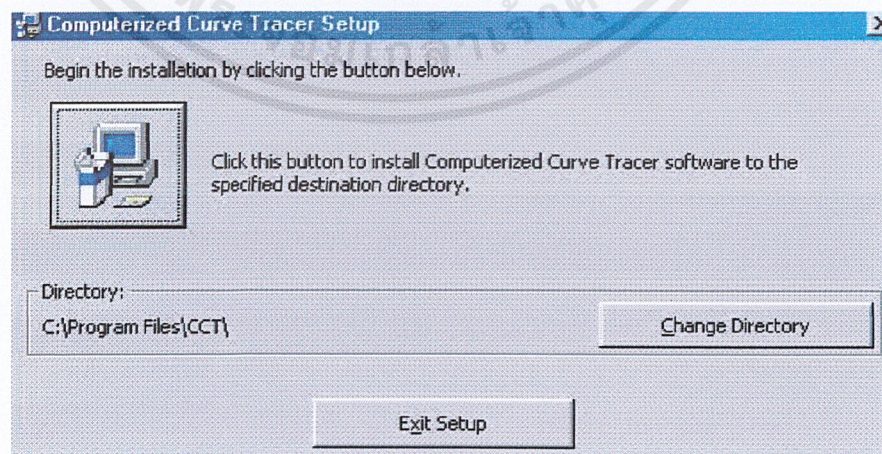 Computerized Curve Tracer Setup
Begin the installation by clicking the button below.
Click this button to install Computerized Curve Tracer software to the
specified destination directory.
Directory:
C:\Program Files\CCT\
Change Directory
Exit Setup